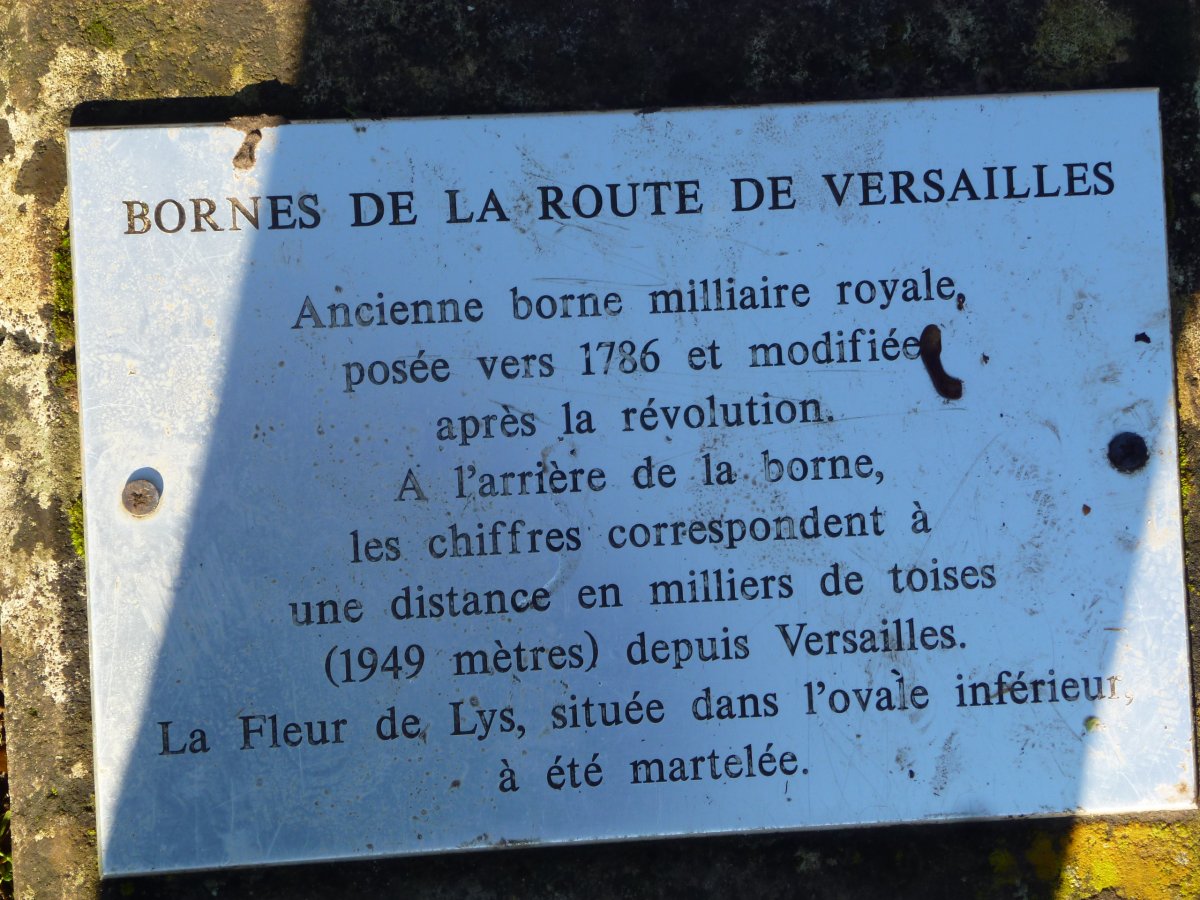 BORNES DE LA ROUTE DE VERSAILLES
Ancienne borne milliaire royale,
posée vers 1786 et modifiée
après la révolution.
A l'arrière de la borne,
les chiffres correspondent à
une distance en milliers de toises
(1949 mètres) depuis Versailles.
La Fleur de Lys, située dans l'ovale inférieur,
à été martelée.